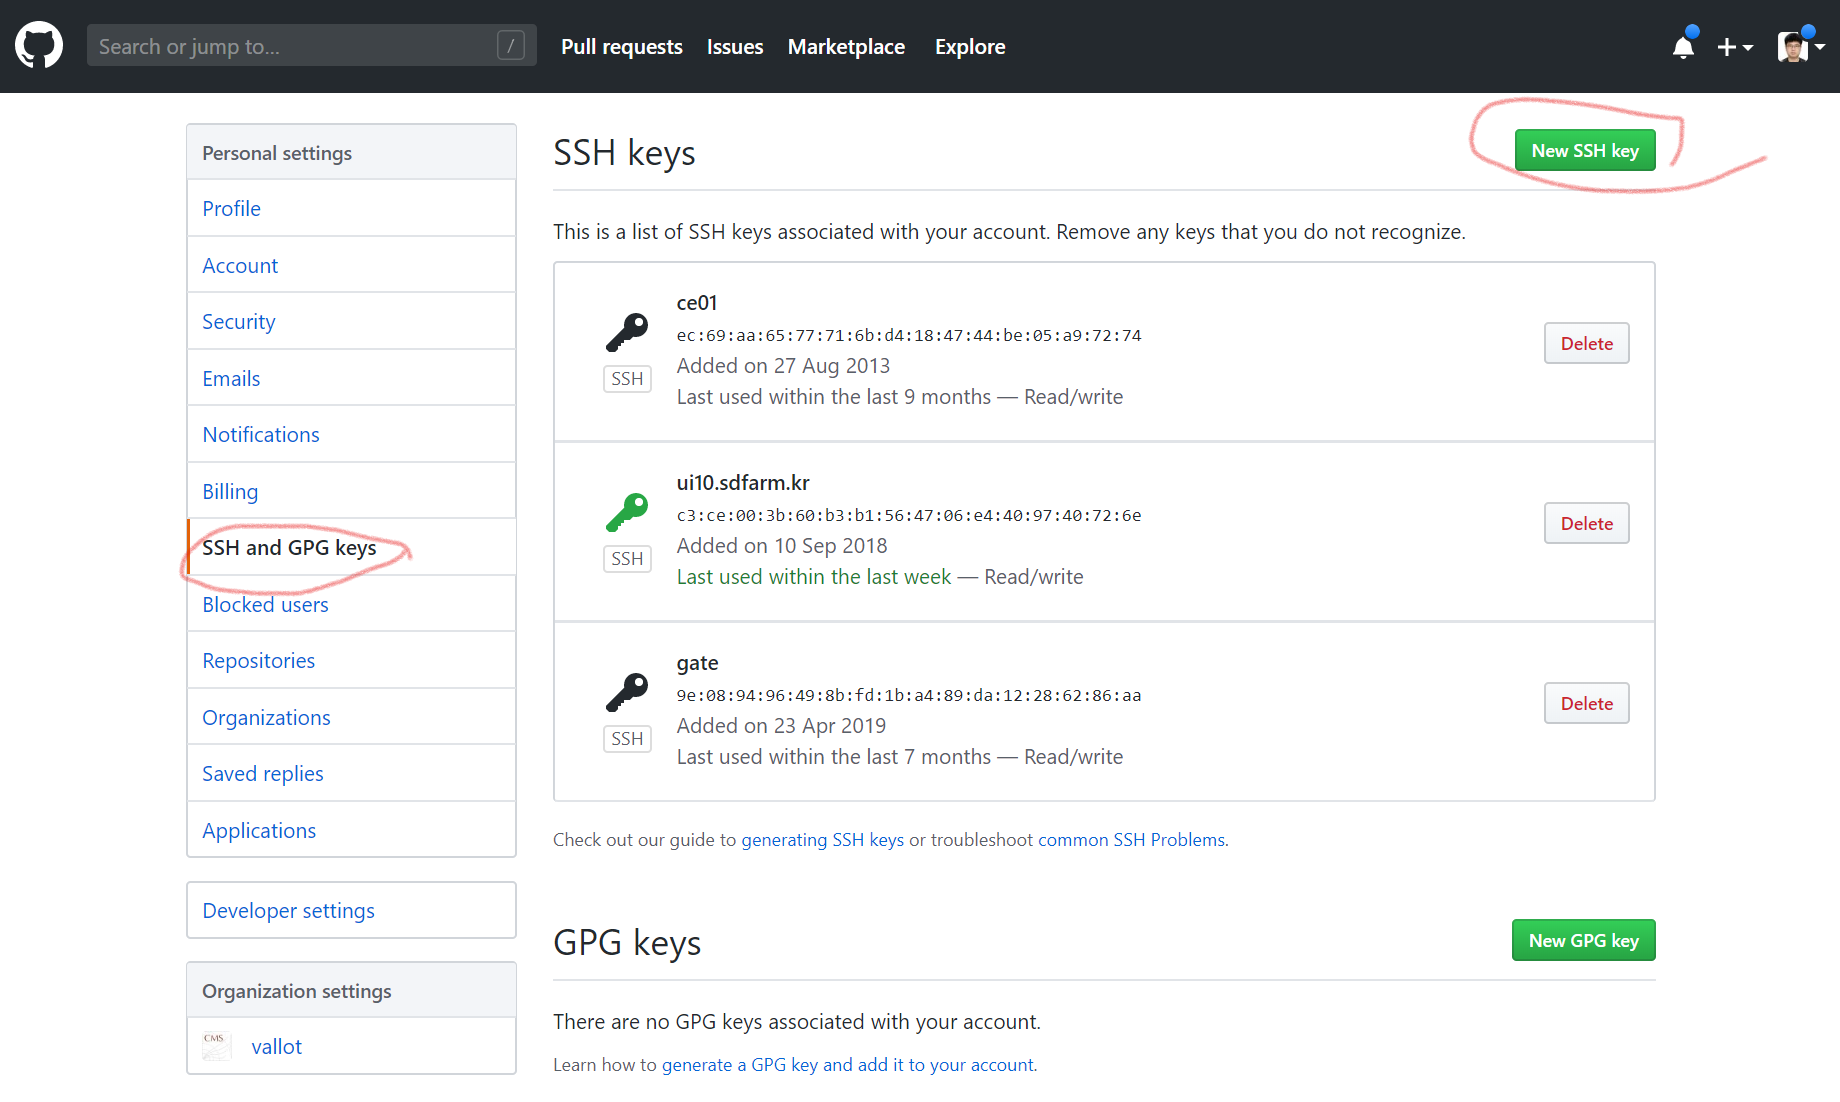 Search or jump to...
/
Pull requests
Issues
Marketplace
Explore
Personal settings
Profile
Account
Security
Emails
Notifications
Billing
SSH and GPG keys
Blocked users
Repositories
Organizations
Saved replies
Applications
Developer settings
Organization settings
CMS
vallot
SSH keys
New SSH key
This is a list of SSH keys associated with your account. Remove any keys that you do not recognize.
ce01
ec:69:aa:65:77:71:6b:d4:18:47:44:be:05:a9:72:74
Added on 27 Aug 2013
Last used within the last 9 months — Read/write
SSH
Delete
ui10.sdfarm.kr
c3:ce:00:3b:60:b3:b1:56:47:06:e4:40:97:40:72:6e
Added on 10 Sep 2018
Last used within the last week — Read/write
SSH
Delete
gate
9e:08:94:96:49:8b:fd:1b:a4:89:da:12:28:62:86:aa
Added on 23 Apr 2019
Last used within the last 7 months — Read/write
SSH
Delete
Check out our guide to generating SSH keys or troubleshoot common SSH Problems.
GPG keys
New GPG key
There are no GPG keys associated with your account.
Learn how to generate a GPG key and add it to your account.